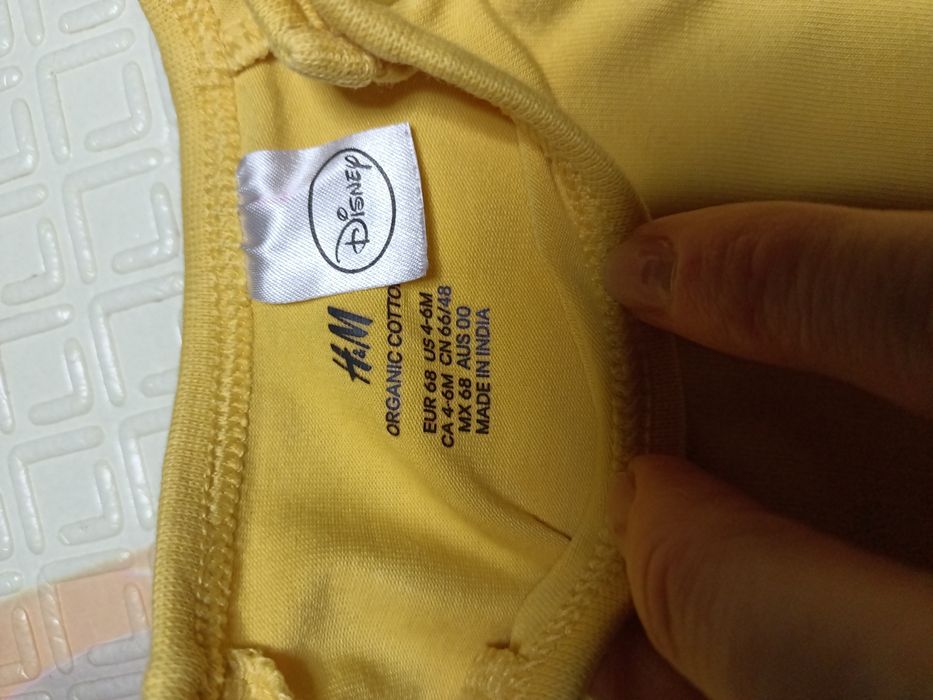 Disney
H&M
ORGANIC COTTO
EUR 68 US 4-6M
CA 4-6M CN 66/48
MX 68 AUS 00
MADE IN INDIA